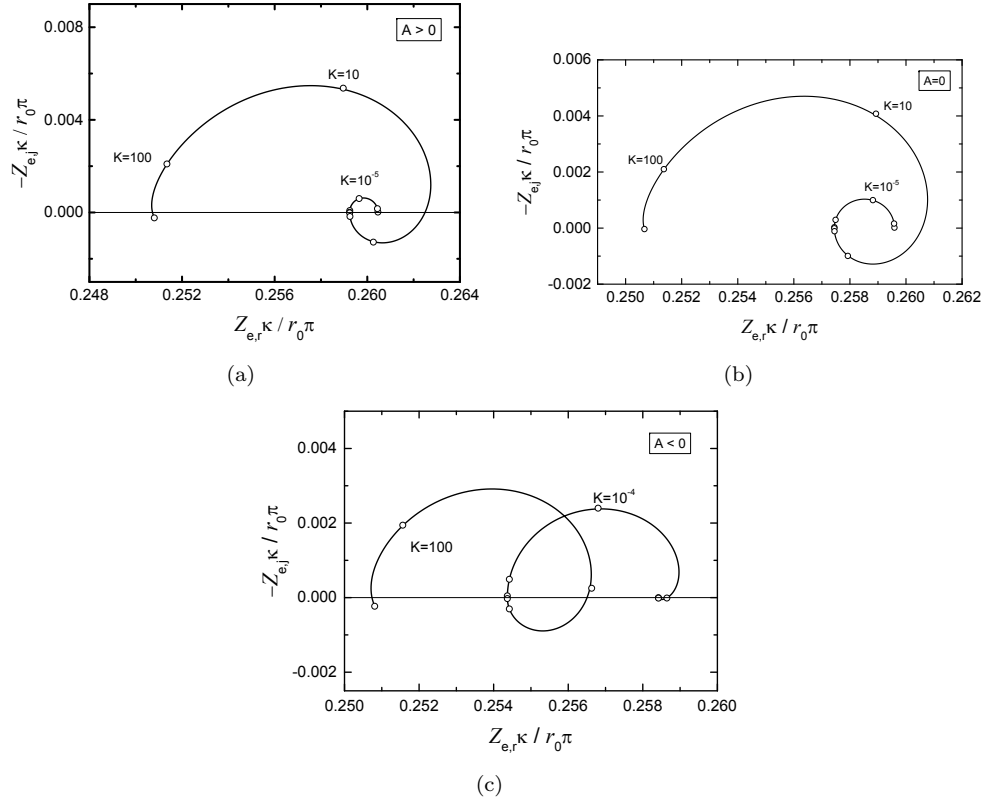 A > 0
0.008
0.004
0.000
K=10
K=100
K=10⁻⁵
0.248 0.252 0.256 0.260 0.264
−Z_e,j κ / r₀π
Z_e,r κ / r₀π
(a)
A=0
0.006
0.004
0.002
0.000
-0.002
K=10
K=100
K=10⁻⁵
0.250 0.252 0.254 0.256 0.258 0.260 0.262
−Z_e,j κ / r₀π
Z_e,r κ / r₀π
(b)
A < 0
0.004
0.002
0.000
-0.002
K=10⁻⁴
K=100
0.250 0.252 0.254 0.256 0.258 0.260
−Z_e,j κ / r₀π
Z_e,r κ / r₀π
(c)